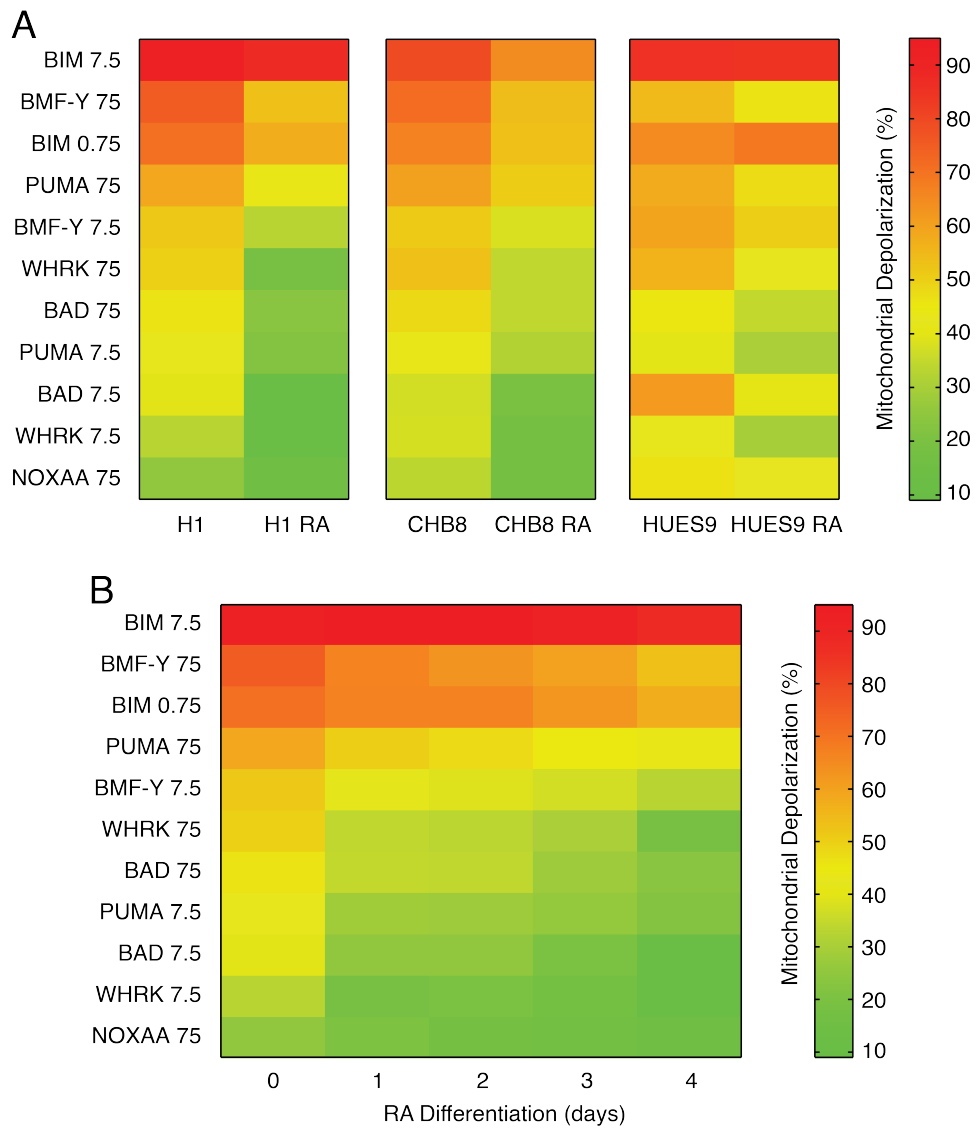 A
BIM 7.5
BMF-Y 75
BIM 0.75
PUMA 75
BMF-Y 7.5
WHRK 75
BAD 75
PUMA 7.5
BAD 7.5
WHRK 7.5
NOXAA 75
H1 H1 RA
CHB8 CHB8 RA
HUES9 HUES9 RA
Mitochondrial Depolarization (%)
90
80
70
60
50
40
30
20
10
B
BIM 7.5
BMF-Y 75
BIM 0.75
PUMA 75
BMF-Y 7.5
WHRK 75
BAD 75
PUMA 7.5
BAD 7.5
WHRK 7.5
NOXAA 75
0 1 2 3 4
RA Differentiation (days)
Mitochondrial Depolarization (%)
90
80
70
60
50
40
30
20
10